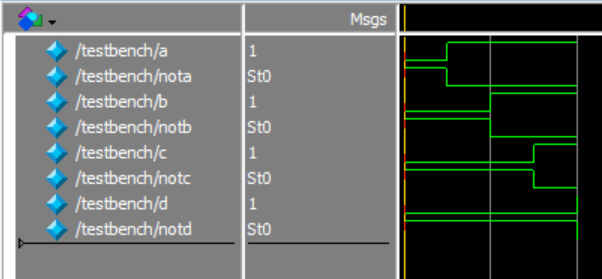 Msgs
/testbench/a 1
/testbench/nota St0
/testbench/b 1
/testbench/notb St0
/testbench/c 1
/testbench/notc St0
/testbench/d 1
/testbench/notd St0